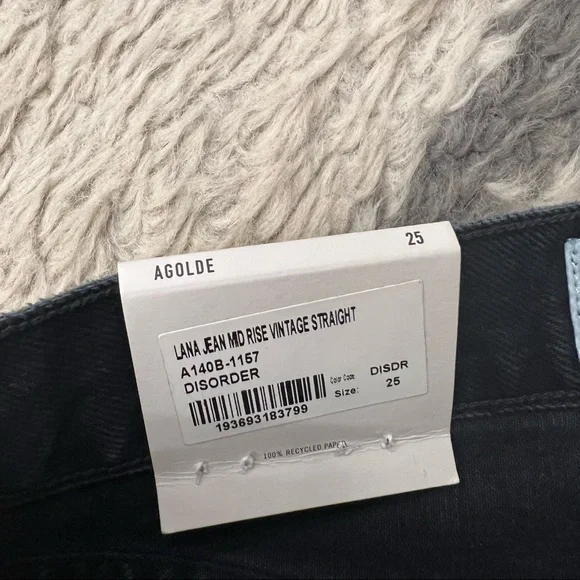 AGOLDE 25
LANA JEAN MID RISE VINTAGE STRAIGHT
A140B-1157
DISORDER
Color Code: DISDR
Size: 25
193693183799
100% RECYCLED PAPER